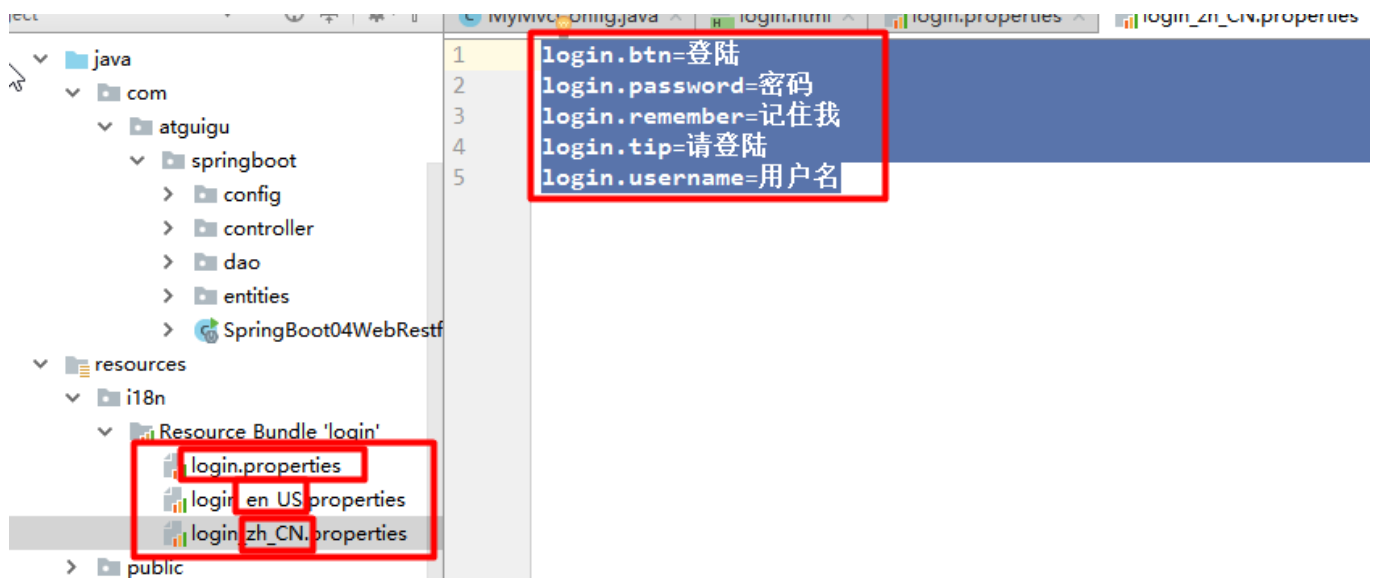 MyMvcConfig.java
login.html
login.properties
login_zh_CN.properties
java
com
atguigu
springboot
config
controller
dao
entities
SpringBoot04WebRestf
resources
i18n
Resource Bundle 'login'
login.properties
login_en_US.properties
login_zh_CN.properties
public
1 login.btn=登陆
2 login.password=密码
3 login.remember=记住我
4 login.tip=请登陆
5 login.username=用户名